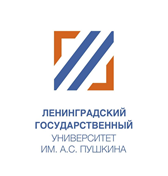 ЛЕНИНГРАДСКИЙ
ГОСУДАРСТВЕННЫЙ
УНИВЕРСИТЕТ
ИМ. А.С. ПУШКИНА